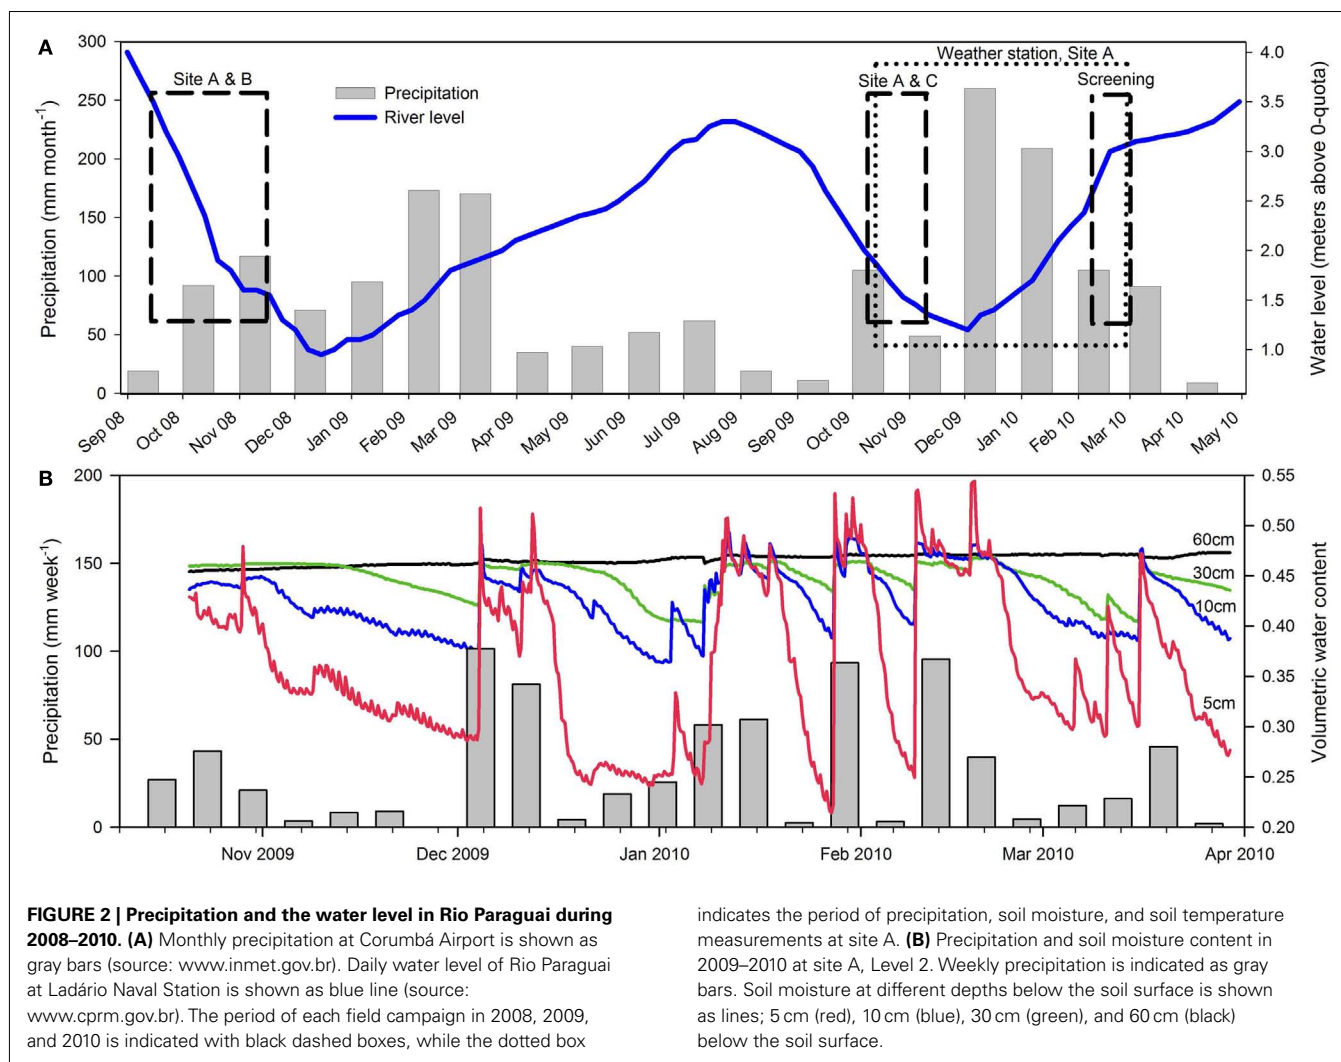 A
300
250
200
150
100
50
0
Precipitation (mm month-1)
Site A & B
Precipitation
River level
Weather station, Site A
Site A & C
Screening
4.0
3.5
3.0
2.5
2.0
1.5
1.0
Water level (meters above 0-quota)
Sep 08
Oct 08
Nov 08
Dec 08
Jan 09
Feb 09
Mar 09
Apr 09
May 09
Jun 09
Jul 09
Aug 09
Sep 09
Oct 09
Nov 09
Dec 09
Jan 10
Feb 10
Mar 10
Apr 10
May 10
B
200
150
100
50
0
Precipitation (mm week-1)
60cm
30cm
10cm
5cm
0.55
0.50
0.45
0.40
0.35
0.30
0.25
0.20
Volumetric water content
Nov 2009
Dec 2009
Jan 2010
Feb 2010
Mar 2010
Apr 2010
FIGURE 2 | Precipitation and the water level in Rio Paraguai during
2008–2010. (A) Monthly precipitation at Corumbá Airport is shown as
gray bars (source: www.inmet.gov.br). Daily water level of Rio Paraguai
at Ladário Naval Station is shown as blue line (source:
www.cprm.gov.br). The period of each field campaign in 2008, 2009,
and 2010 is indicated with black dashed boxes, while the dotted box
indicates the period of precipitation, soil moisture, and soil temperature
measurements at site A. (B) Precipitation and soil moisture content in
2009–2010 at site A, Level 2. Weekly precipitation is indicated as gray
bars. Soil moisture at different depths below the soil surface is shown
as lines; 5 cm (red), 10 cm (blue), 30 cm (green), and 60 cm (black)
below the soil surface.